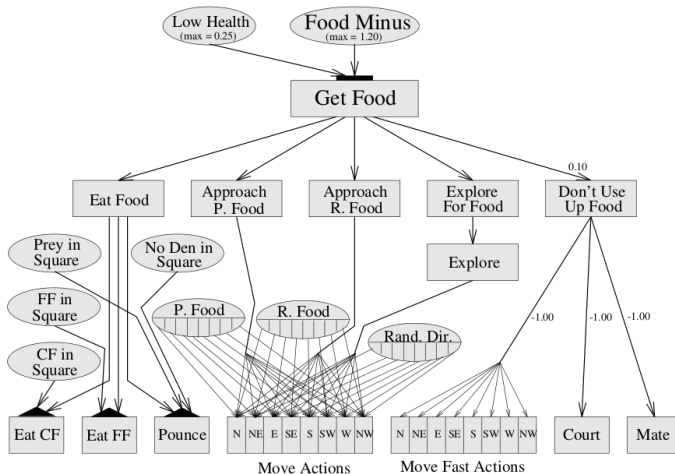 Low Health
(max = 0.25)
Food Minus
(max = 1.20)
Get Food
0.10
Eat Food
Approach
P. Food
Approach
R. Food
Explore
For Food
Don't Use
Up Food
Prey in
Square
No Den in
Square
Explore
FF in
Square
P. Food
R. Food
Rand. Dir.
-1.00
-1.00
-1.00
CF in
Square
Eat CF
Eat FF
Pounce
N NE E SE S SW W NW
N NE E SE S SW W NW
Court
Mate
Move Actions
Move Fast Actions